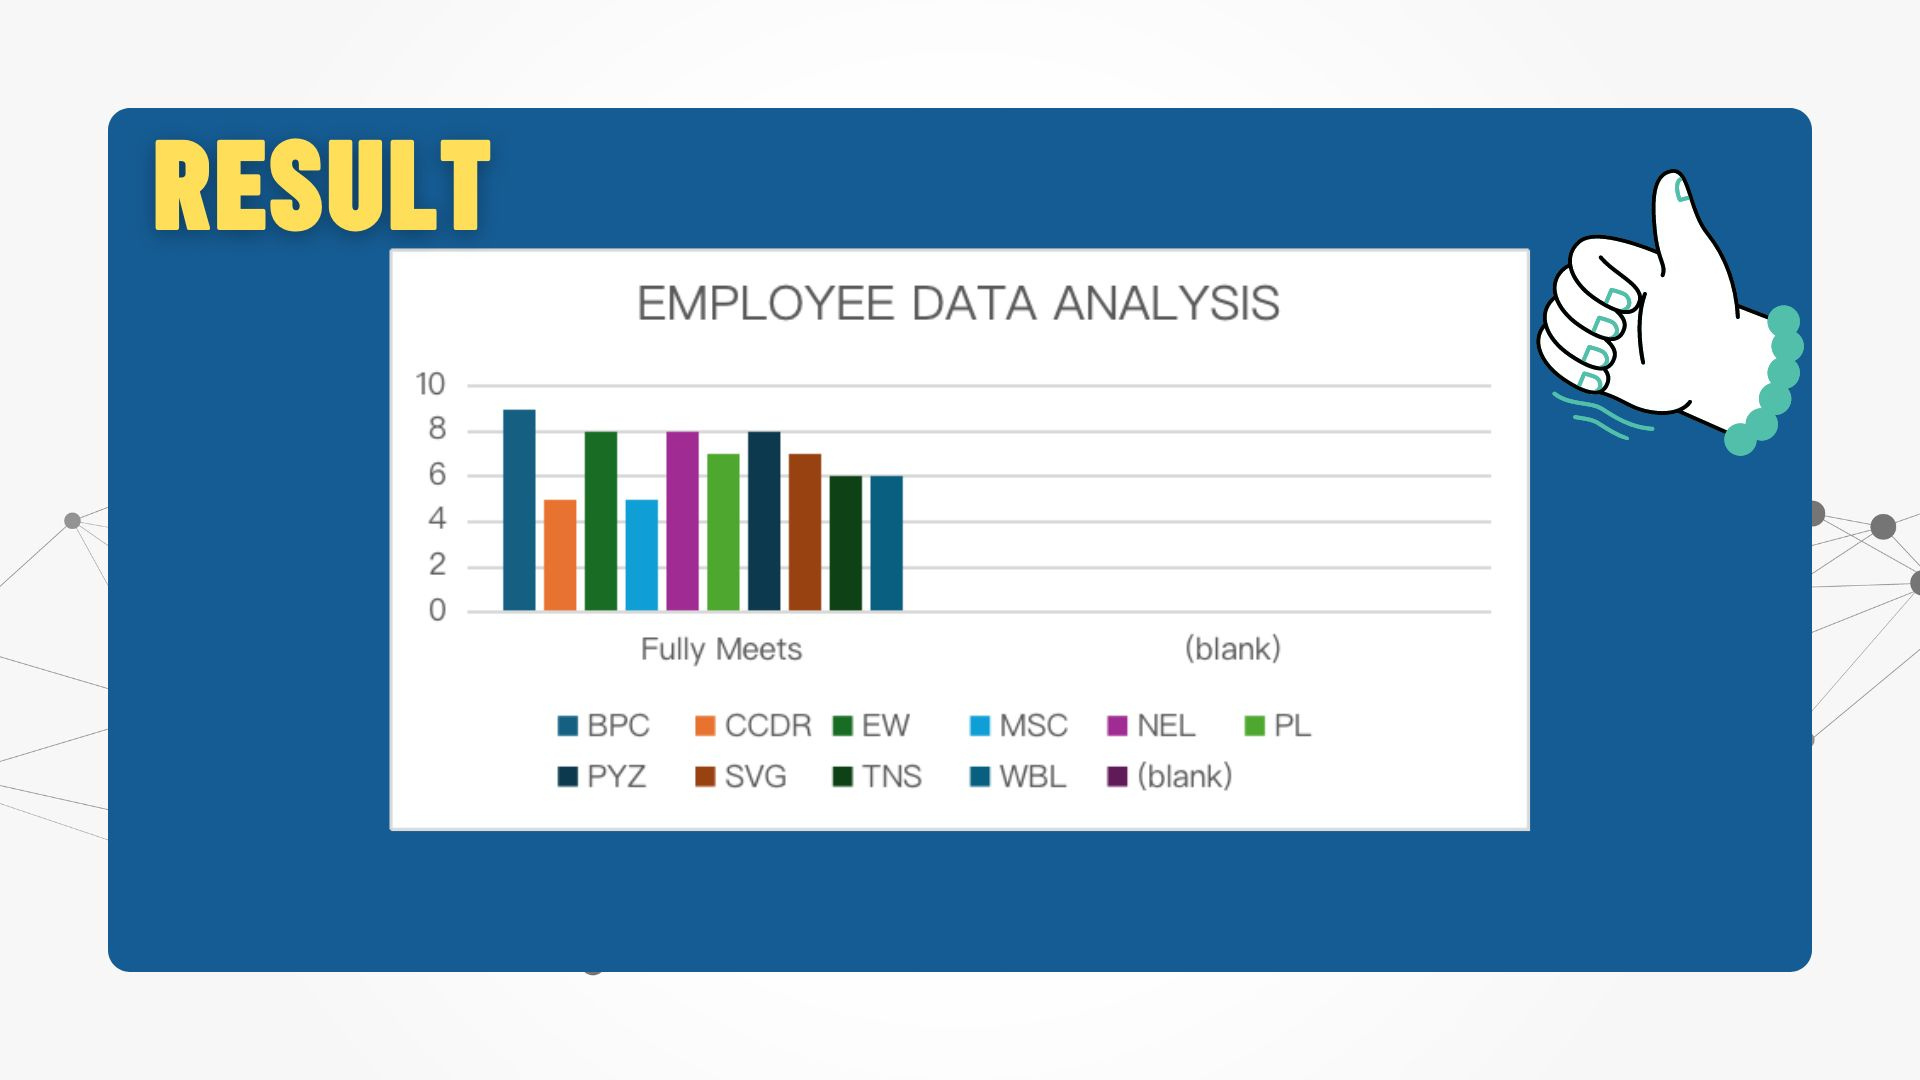 RESULT
EMPLOYEE DATA ANALYSIS
10
8
6
4
2
0
Fully Meets (blank)
BPC CCDR EW MSC NEL PL
PYZ SVG TNS WBL (blank)